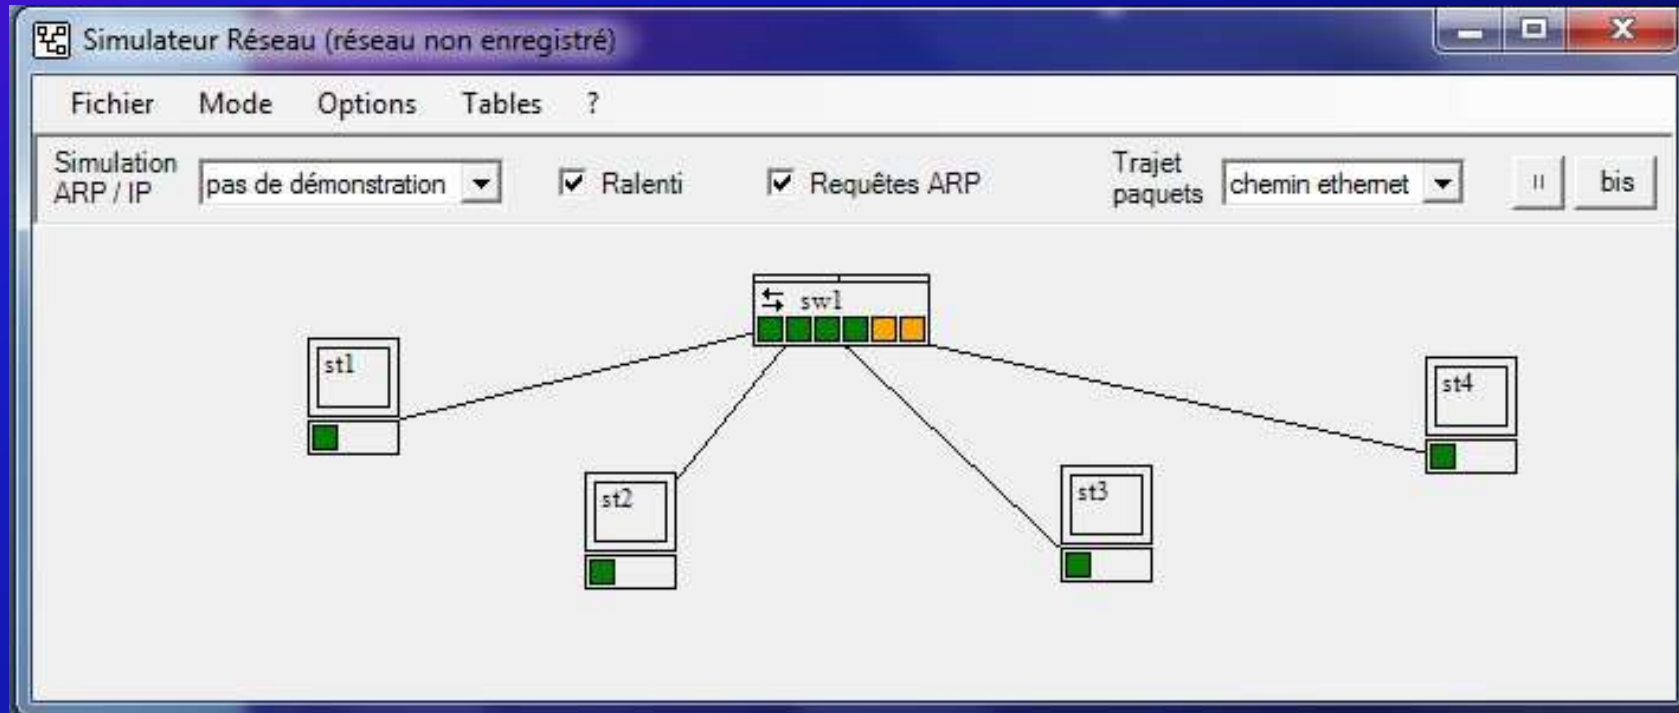 Simulateur Réseau (réseau non enregistré)
Fichier Mode Options Tables ?
Simulation ARP / IP
pas de démonstration
Ralenti
Requêtes ARP
Trajet paquets
chemin ethernet
II
bis
sw1
st1
st4
st2
st3